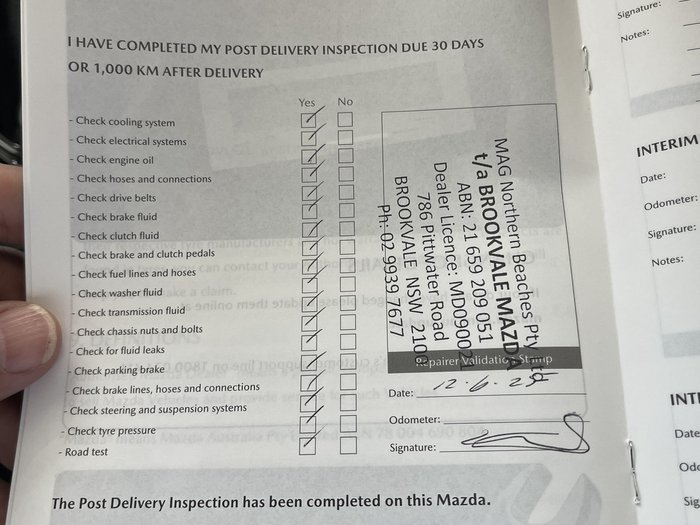 I HAVE COMPLETED MY POST DELIVERY INSPECTION DUE 30 DAYS
OR 1,000 KM AFTER DELIVERY
Yes No
- Check cooling system
- Check electrical systems
- Check engine oil
- Check hoses and connections
- Check drive belts
- Check brake fluid
- Check clutch fluid
- Check brake and clutch pedals
- Check fuel lines and hoses
- Check washer fluid
- Check transmission fluid
- Check chassis nuts and bolts
- Check for fluid leaks
- Check parking brake
- Check brake lines, hoses and connections
- Check steering and suspension systems
- Check tyre pressure
- Road test
MAG Northern Beaches Pty Ltd
t/a BROOKVALE MAZDA
ABN: 21 659 209 051
Dealer Licence: MD09002
786 Pittwater Road
BROOKVALE NSW 2100
Ph: 02 9939 7677
Repairer Validation Stamp
Date: 12.6.25
Odometer:
Signature:
The Post Delivery Inspection has been completed on this Mazda.
Signature:
Notes:
INTERIM
Date:
Odometer:
Signature:
Notes:
INTE
Date
Odo
Sig